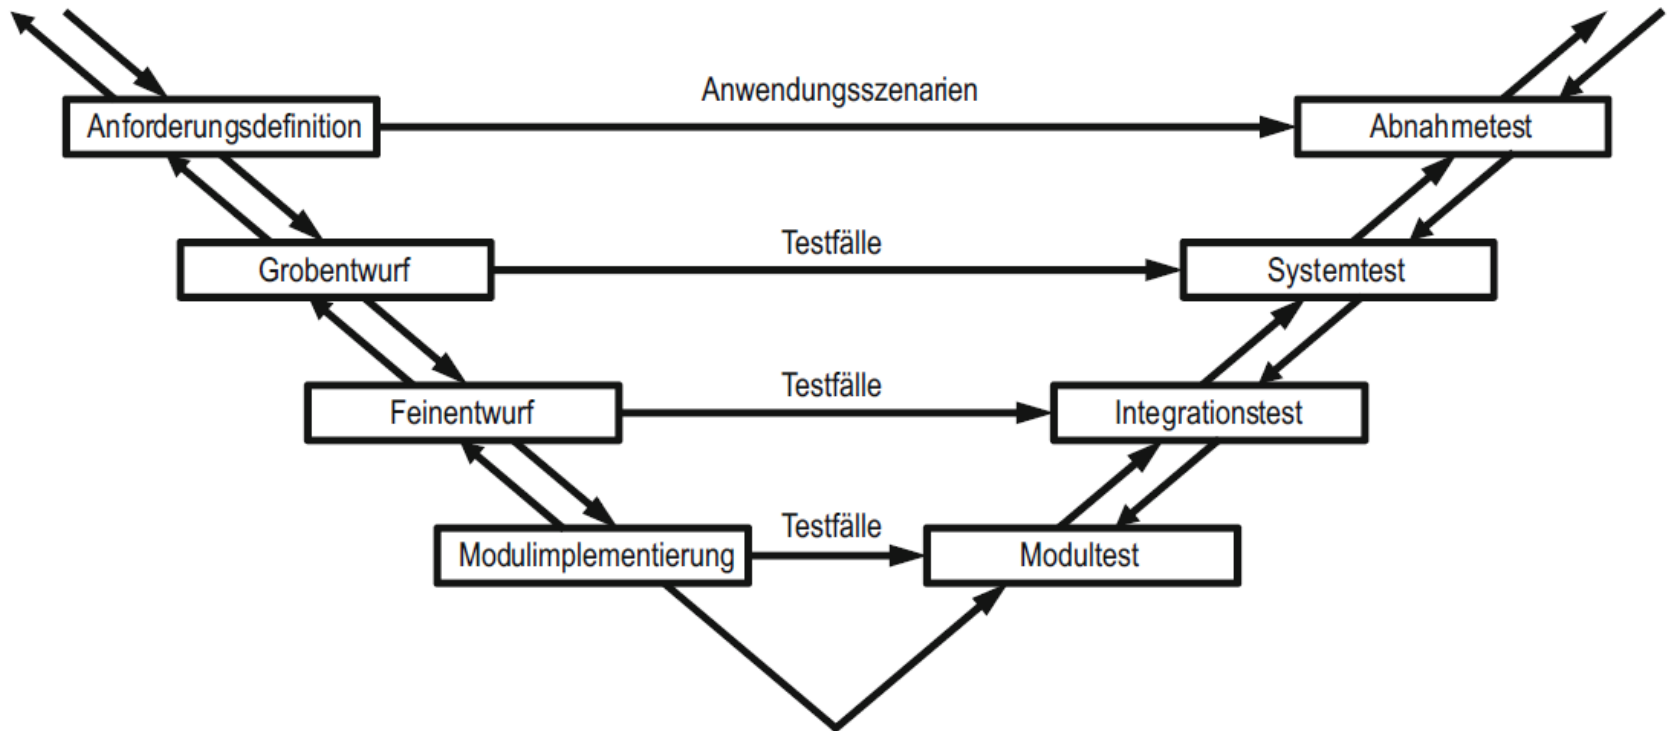 Anwendungsszenarien
Anforderungsdefinition
Abnahmetest
Testfälle
Grobentwurf
Systemtest
Testfälle
Feinentwurf
Integrationstest
Testfälle
Modulimplementierung
Modultest